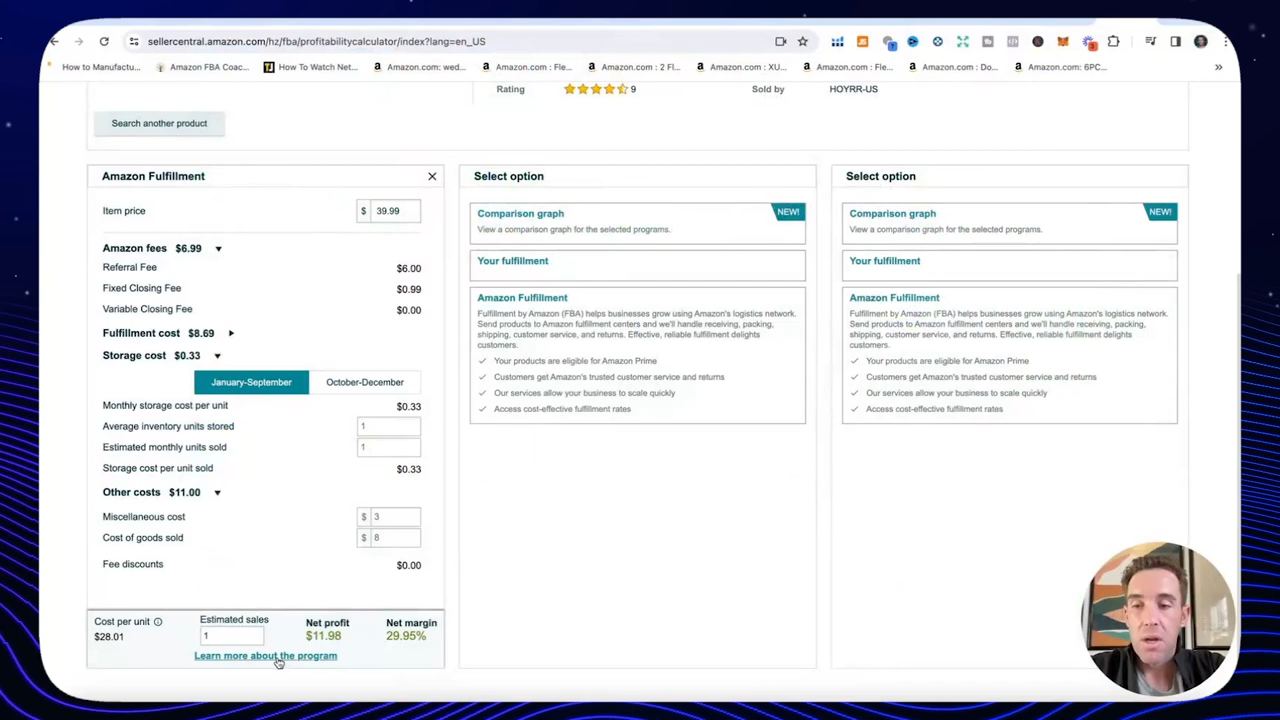 sellercentral.amazon.com/hz/fba/profitabilitycalculator/index?lang=en_US
How to Manufactu...
Amazon FBA Coac...
How To Watch Net...
Amazon.com: wed...
Amazon.com : Fle...
Amazon.com : 2 Fl...
Amazon.com : XU...
Amazon.com : Fle...
Amazon.com : Do...
Amazon.com: 6PC...
»
Rating
9
Sold by
HOYRR-US
Search another product
Amazon Fulfillment
Item price
$ 39.99
Amazon fees $6.99
Referral Fee
$6.00
Fixed Closing Fee
$0.99
Variable Closing Fee
$0.00
Fulfillment cost $8.69
Storage cost $0.33
January-September
October-December
Monthly storage cost per unit
$0.33
Average inventory units stored
1
Estimated monthly units sold
1
Storage cost per unit sold
$0.33
Other costs $11.00
Miscellaneous cost
$ 3
Cost of goods sold
$ 8
Fee discounts
$0.00
Cost per unit
$28.01
Estimated sales
1
Net profit
$11.98
Net margin
29.95%
Learn more about the program
Select option
Comparison graph
NEW!
View a comparison graph for the selected programs.
Your fulfillment
Amazon Fulfillment
Fulfillment by Amazon (FBA) helps businesses grow using Amazon's logistics network.
Send products to Amazon fulfillment centers and we'll handle receiving, packing,
shipping, customer service, and returns. Effective, reliable fulfillment delights
customers.
Your products are eligible for Amazon Prime
Customers get Amazon's trusted customer service and returns
Our services allow your business to scale quickly
Access cost-effective fulfillment rates
Select option
Comparison graph
NEW!
View a comparison graph for the selected programs.
Your fulfillment
Amazon Fulfillment
Fulfillment by Amazon (FBA) helps businesses grow using Amazon's logistics network.
Send products to Amazon fulfillment centers and we'll handle receiving, packing,
shipping, customer service, and returns. Effective, reliable fulfillment delights
customers.
Your products are eligible for Amazon Prime
Customers get Amazon's trusted customer service and returns
Our services allow your business to scale quickly
Access cost-effective fulfillment rates